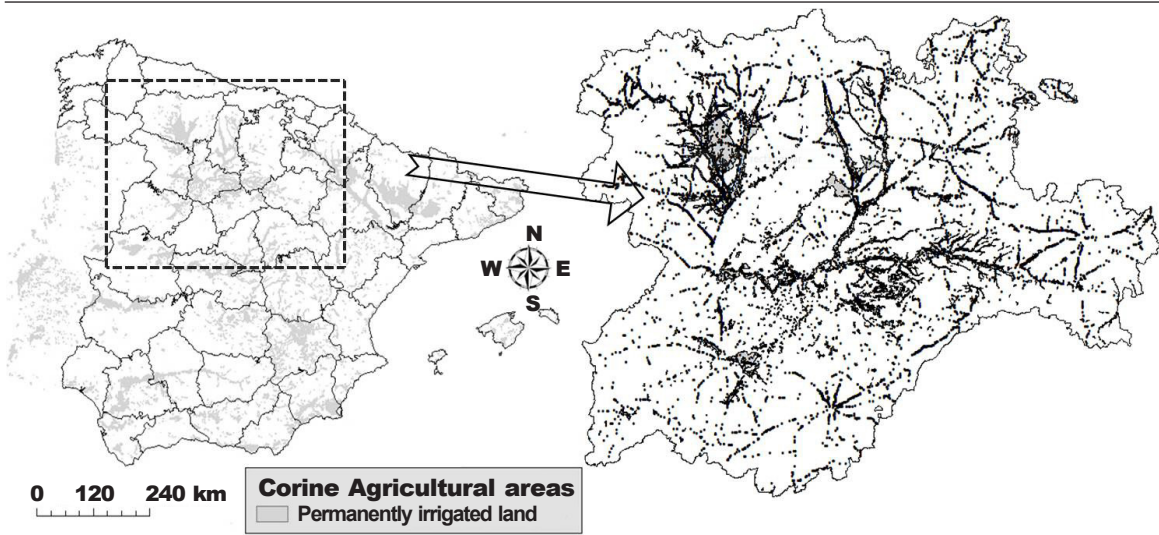 N
W E
S
0 120 240 km
Corine Agricultural areas
Permanently irrigated land